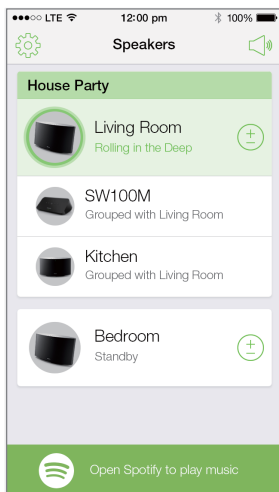 LTE 12:00 pm 100%
Speakers
House Party
Living Room
Rolling in the Deep
SW100M
Grouped with Living Room
Kitchen
Grouped with Living Room
Bedroom
Standby
Open Spotify to play music